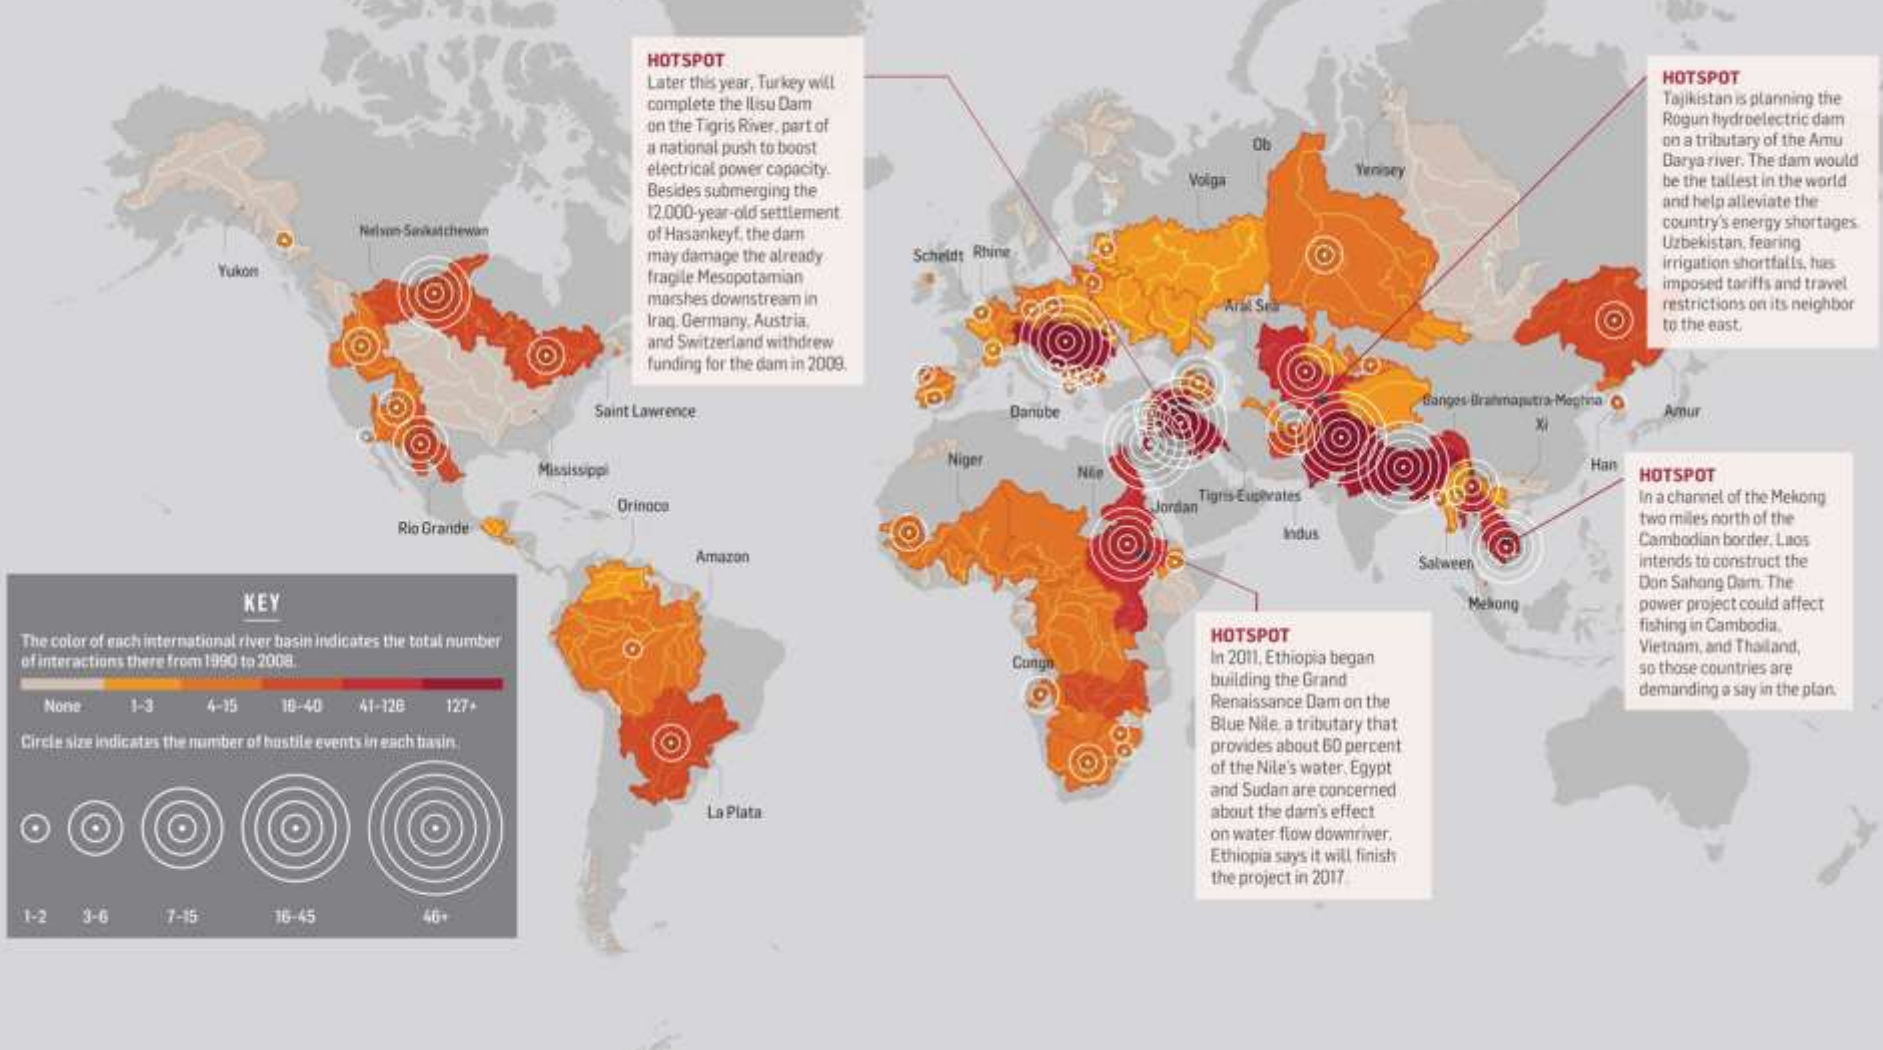 HOTSPOT
Later this year, Turkey will
complete the Ilisu Dam
on the Tigris River, part of
a national push to boost
electrical power capacity.
Besides submerging the
12,000-year-old settlement
of Hasankeyf, the dam
may damage the already
fragile Mesopotamian
marshes downstream in
Iraq. Germany, Austria,
and Switzerland withdrew
funding for the dam in 2009.
HOTSPOT
Tajikistan is planning the
Rogun hydroelectric dam
on a tributary of the Amu
Darya river. The dam would
be the tallest in the world
and help alleviate the
country's energy shortages.
Uzbekistan, fearing
irrigation shortfalls, has
imposed tariffs and travel
restrictions on its neighbor
to the east.
Ob
Yenisey
Volga
Nelson-Saskatchewan
Scheldt
Rhine
Yukon
Aral Sea
Saint Lawrence
Danube
Ganges-Brahmaputra-Meghna
Amur
Xi
Mississippi
Niger
Nile
Han
Tigris-Euphrates
Jordan
Orinoco
Rio Grande
Indus
Amazon
Salween
Mekong
HOTSPOT
In a channel of the Mekong
two miles north of the
Cambodian border, Laos
intends to construct the
Don Sahong Dam. The
power project could affect
fishing in Cambodia,
Vietnam, and Thailand,
so those countries are
demanding a say in the plan.
Congo
La Plata
HOTSPOT
In 2011, Ethiopia began
building the Grand
Renaissance Dam on the
Blue Nile, a tributary that
provides about 60 percent
of the Nile's water. Egypt
and Sudan are concerned
about the dam's effect
on water flow downriver.
Ethiopia says it will finish
the project in 2017.
KEY
The color of each international river basin indicates the total number
of interactions there from 1990 to 2008.
None 1-3 4-15 16-40 41-126 127+
Circle size indicates the number of hostile events in each basin.
1-2 3-6 7-15 16-45 46+